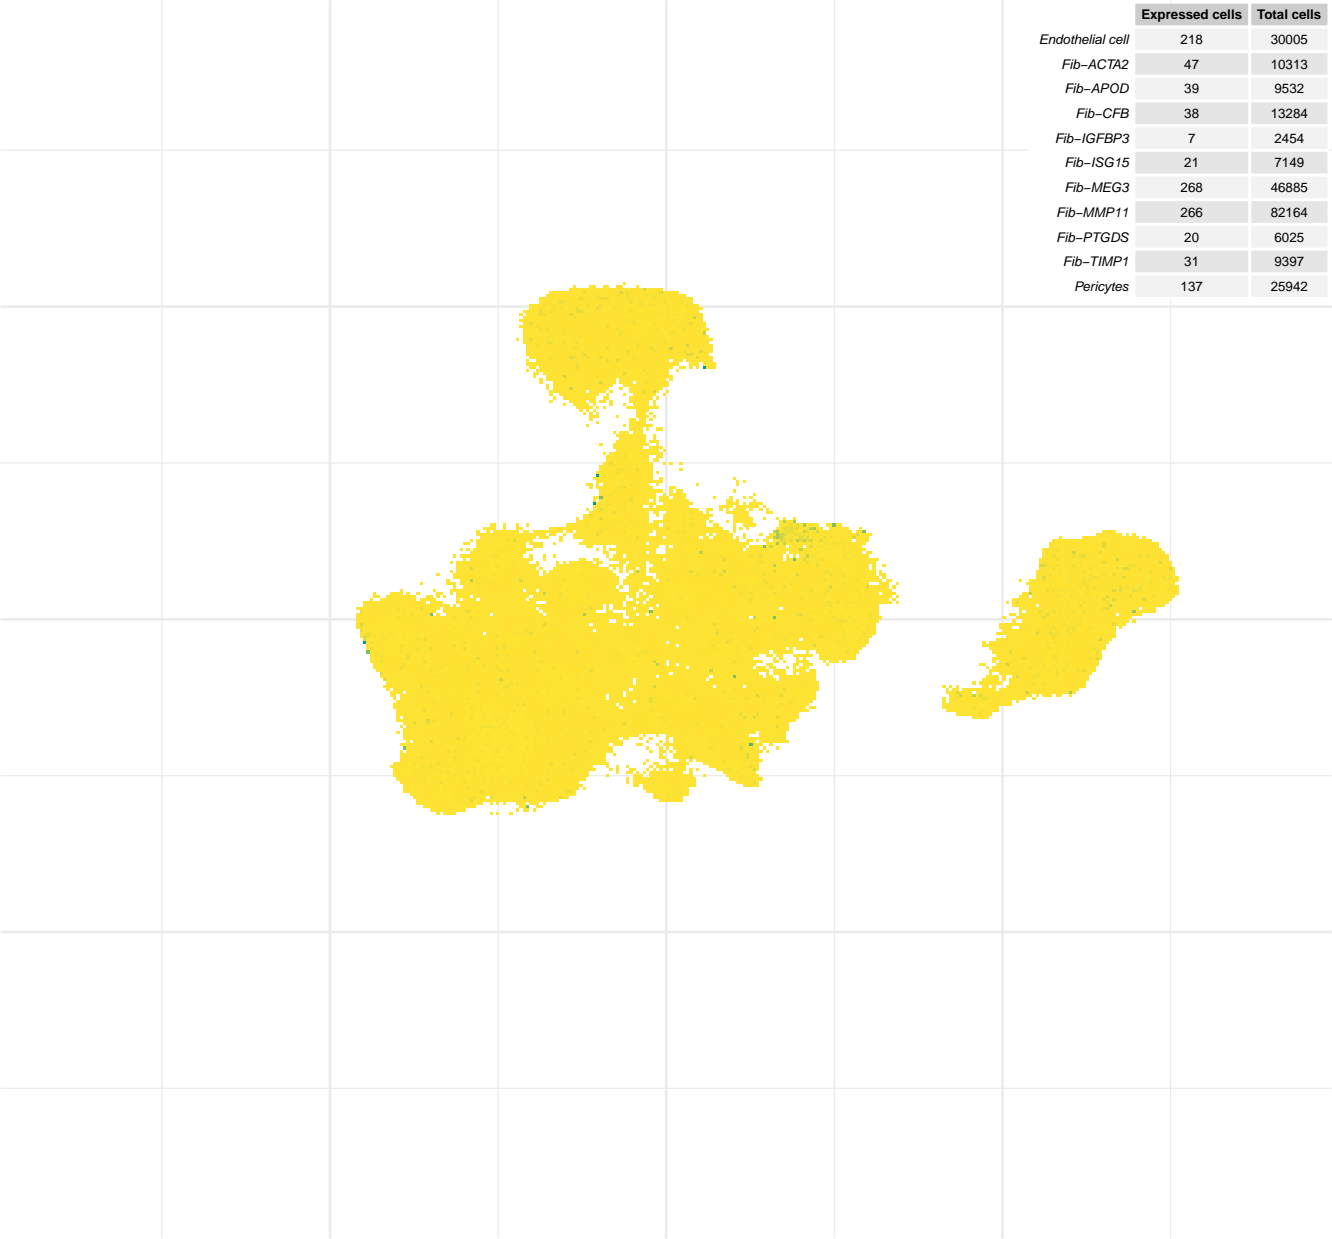 Expressed cells Total cells
Endothelial cell 218 30005
Fib−ACTA2 47 10313
Fib−APOD 39 9532
Fib−CFB 38 13284
Fib−IGFBP3 7 2454
Fib−ISG15 21 7149
Fib−MEG3 268 46885
Fib−MMP11 266 82164
Fib−PTGDS 20 6025
Fib−TIMP1 31 9397
Pericytes 137 25942